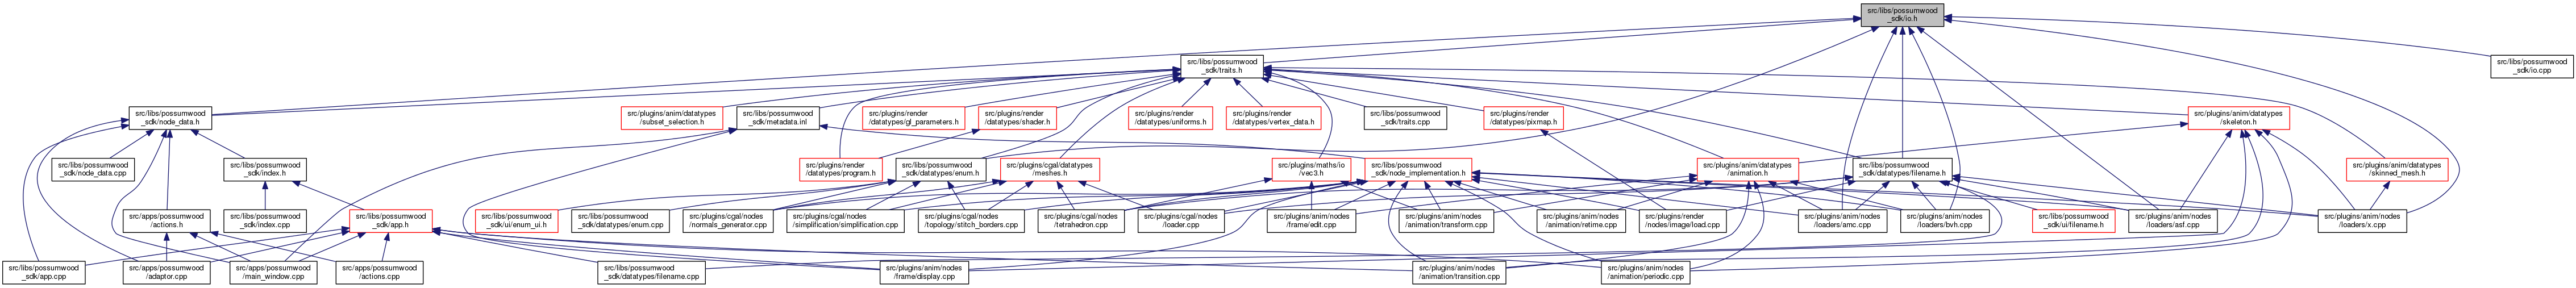 src/libs/possumwood
_sdk/io.h
src/libs/possumwood
_sdk/traits.h
src/libs/possumwood
_sdk/io.cpp
src/libs/possumwood
_sdk/node_data.h
src/plugins/anim/datatypes
/subset_selection.h
src/libs/possumwood
_sdk/metadata.inl
src/plugins/render
/datatypes/gl_parameters.h
src/plugins/render
/datatypes/shader.h
src/plugins/render
/datatypes/uniforms.h
src/plugins/render
/datatypes/vertex_data.h
src/libs/possumwood
_sdk/traits.cpp
src/plugins/render
/datatypes/pixmap.h
src/plugins/anim/datatypes
/skeleton.h
src/libs/possumwood
_sdk/node_data.cpp
src/libs/possumwood
_sdk/index.h
src/plugins/render
/datatypes/program.h
src/libs/possumwood
_sdk/datatypes/enum.h
src/plugins/cgal/datatypes
/meshes.h
src/plugins/maths/io
/vec3.h
src/libs/possumwood
_sdk/node_implementation.h
src/plugins/anim/datatypes
/animation.h
src/libs/possumwood
_sdk/datatypes/filename.h
src/plugins/anim/datatypes
/skinned_mesh.h
src/apps/possumwood
/actions.h
src/libs/possumwood
_sdk/index.cpp
src/libs/possumwood
_sdk/app.h
src/libs/possumwood
_sdk/ui/enum_ui.h
src/libs/possumwood
_sdk/datatypes/enum.cpp
src/plugins/cgal/nodes
/normals_generator.cpp
src/plugins/cgal/nodes
/simplification/simplification.cpp
src/plugins/cgal/nodes
/topology/stitch_borders.cpp
src/plugins/cgal/nodes
/tetrahedron.cpp
src/plugins/cgal/nodes
/loader.cpp
src/plugins/anim/nodes
/frame/edit.cpp
src/plugins/anim/nodes
/animation/transform.cpp
src/plugins/anim/nodes
/animation/retime.cpp
src/plugins/render
/nodes/image/load.cpp
src/plugins/anim/nodes
/loaders/amc.cpp
src/plugins/anim/nodes
/loaders/bvh.cpp
src/libs/possumwood
_sdk/ui/filename.h
src/plugins/anim/nodes
/loaders/asf.cpp
src/plugins/anim/nodes
/loaders/x.cpp
src/libs/possumwood
_sdk/app.cpp
src/apps/possumwood
/adaptor.cpp
src/apps/possumwood
/main_window.cpp
src/apps/possumwood
/actions.cpp
src/libs/possumwood
_sdk/datatypes/filename.cpp
src/plugins/anim/nodes
/frame/display.cpp
src/plugins/anim/nodes
/animation/transition.cpp
src/plugins/anim/nodes
/animation/periodic.cpp